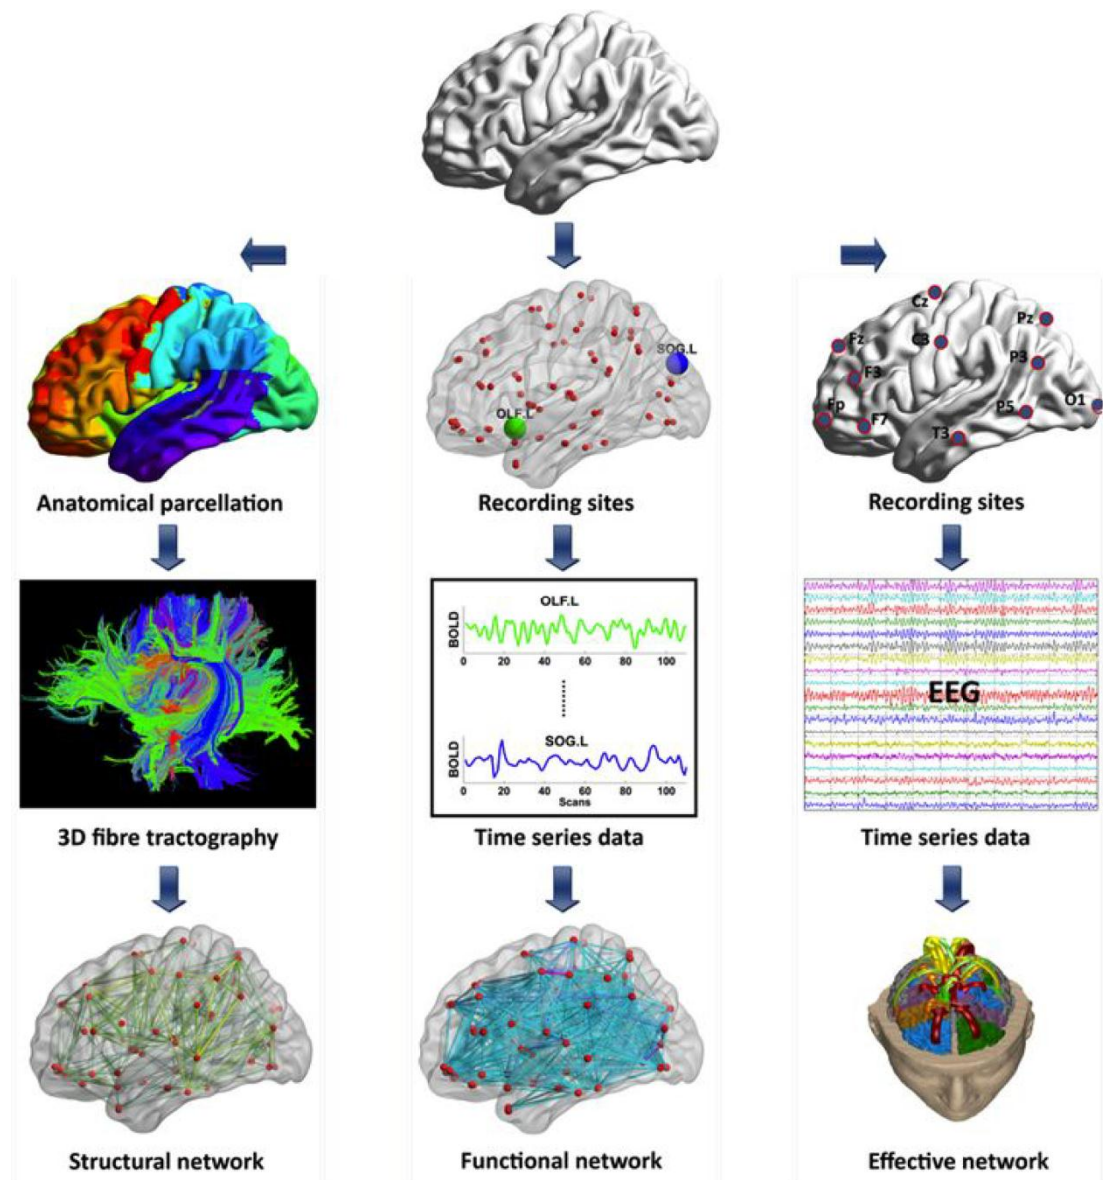 SOG.L
OLF.L
Cz
Pz
Fz
C3
P3
F3
O1
Fp
F7
P5
T3
Anatomical parcellation
Recording sites
Recording sites
OLF.L
BOLD
0 20 40 60 80 100
SOG.L
BOLD
0 20 40 60 80 100
Scans
EEG
3D fibre tractography
Time series data
Time series data
Structural network
Functional network
Effective network